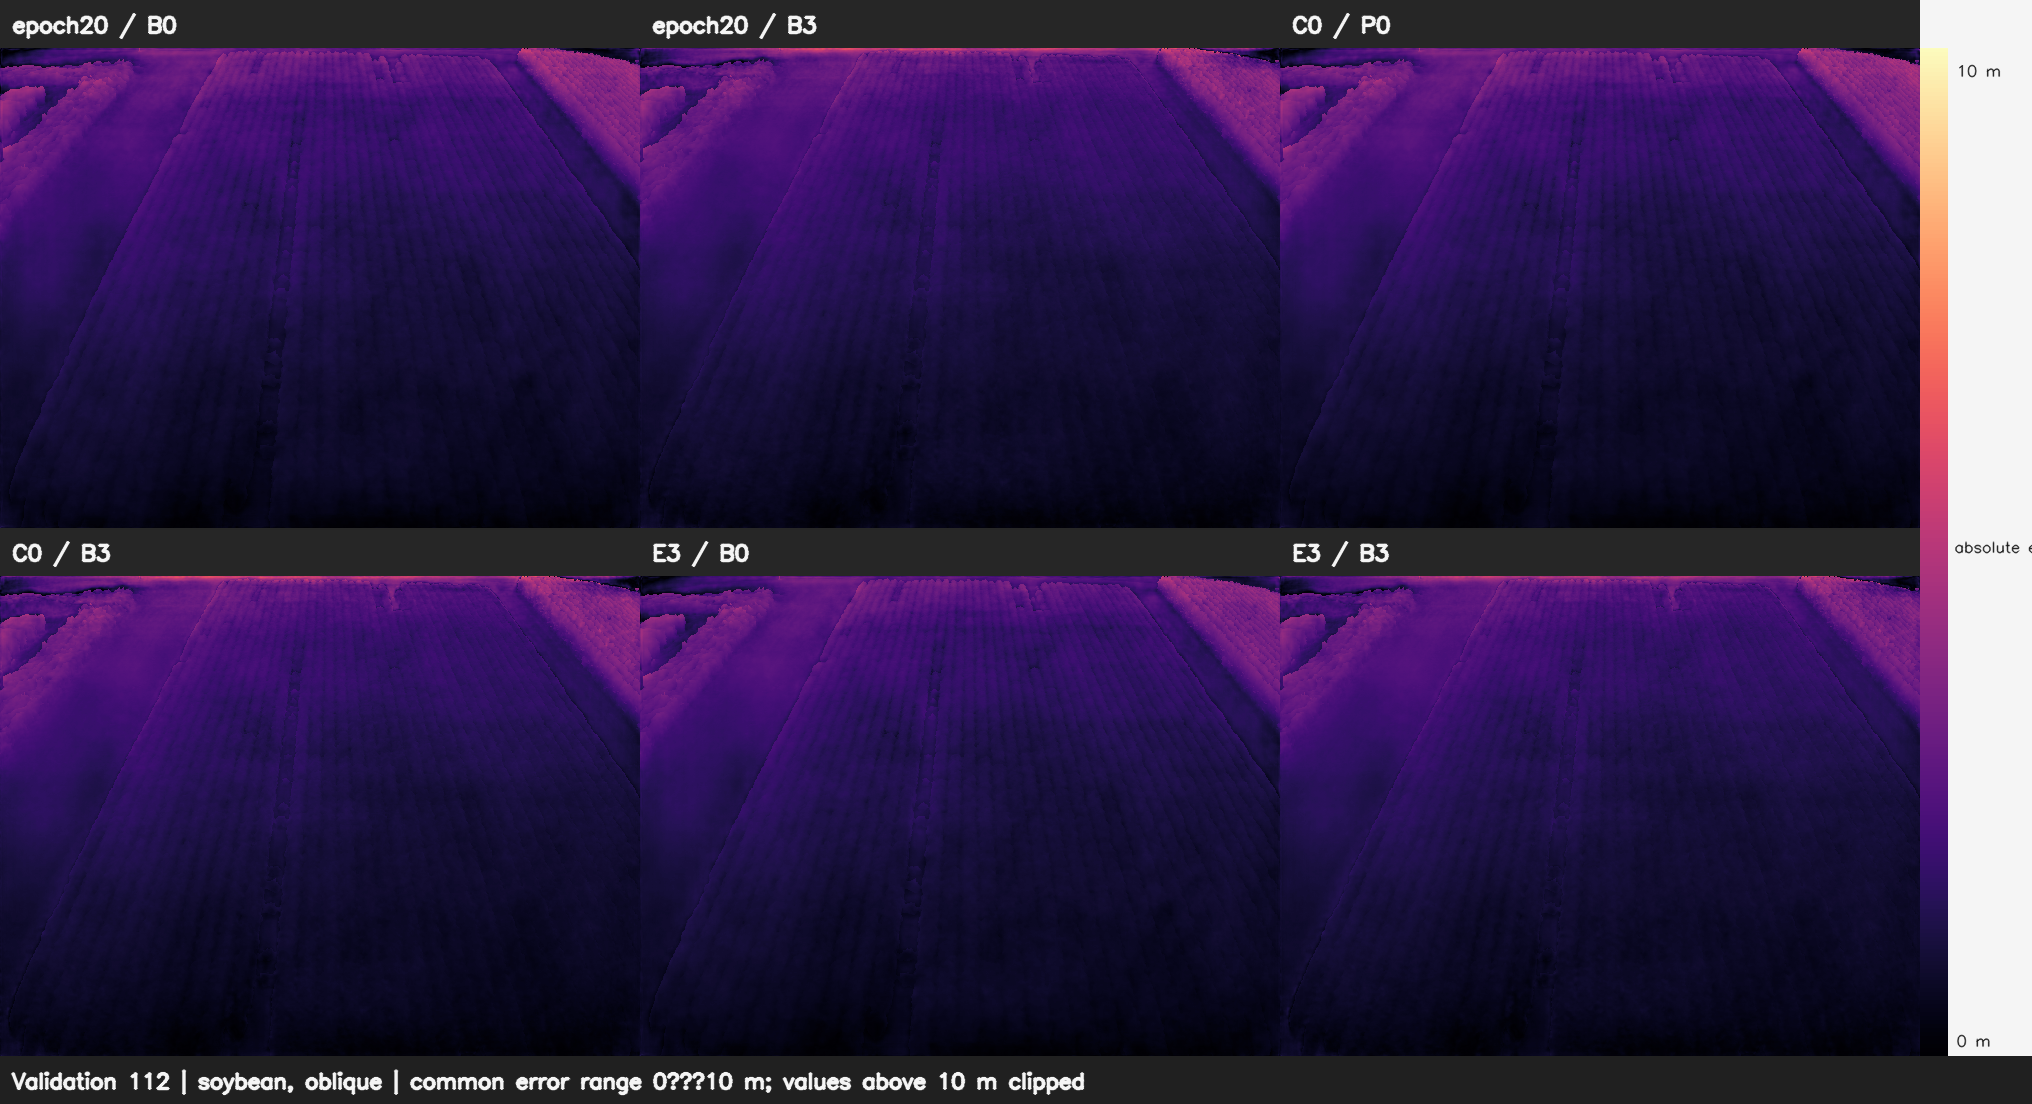 epoch20 / B0
epoch20 / B3
C0 / P0
10 m
absolute e
C0 / B3
E3 / B0
E3 / B3
0 m
Validation 112 | soybean, oblique | common error range 0???10 m; values above 10 m clipped